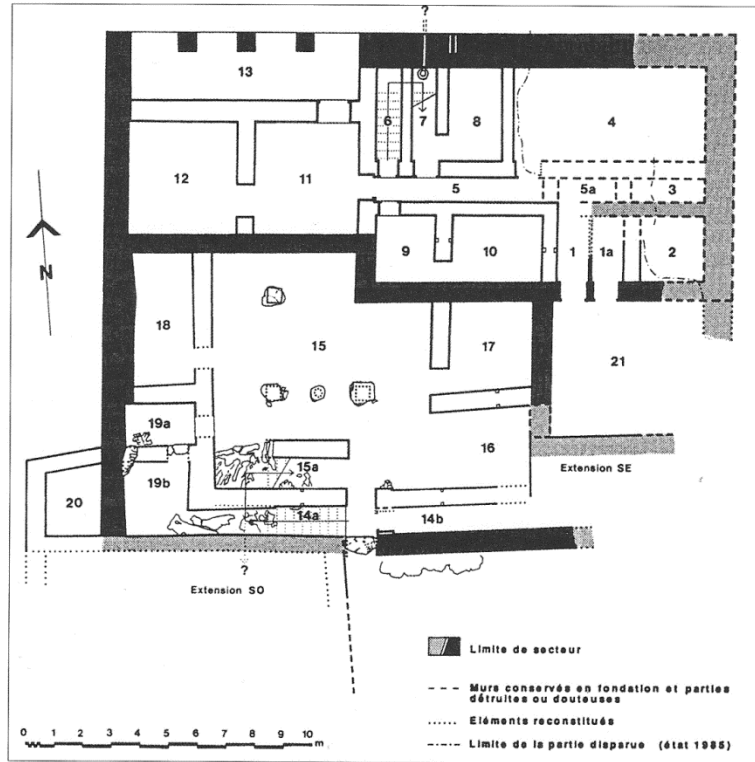 ?
13
6
7
8
4
12
11
5
5a
3
9
10
1
1a
2
N
18
15
17
21
19a
16
15a
Extension SE
19b
20
14a
14b
?
Extension SO
Limite de secteur
Murs conservés en fondation et parties
détruites ou douteuses
Eléments reconstitués
Limite de la partie disparue (état 1985)
0 1 2 3 4 5 6 7 8 9 10
m